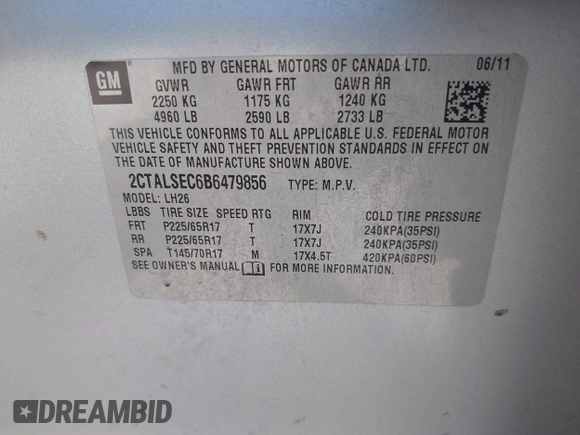 GM
MFD BY GENERAL MOTORS OF CANADA LTD. 06/11
GVWR GAWR FRT GAWR RR
2250 KG 1175 KG 1240 KG
4960 LB 2590 LB 2733 LB
THIS VEHICLE CONFORMS TO ALL APPLICABLE U.S. FEDERAL MOTOR
VEHICLE SAFETY AND THEFT PREVENTION STANDARDS IN EFFECT ON THE
DATE OF MANUFACTURE SHOWN ABOVE.
2CTALSEC6B6479856 TYPE: M.P.V.
MODEL: LH26
LBBS TIRE SIZE SPEED RTG RIM COLD TIRE PRESSURE
FRT P225/65R17 T 17X7J 240KPA(35PSI)
RR P225/65R17 T 17X7J 240KPA(35PSI)
SPA T145/70R17 M 17X4.5T 420KPA(60PSI)
SEE OWNER'S MANUAL FOR MORE INFORMATION.
DREAMBID